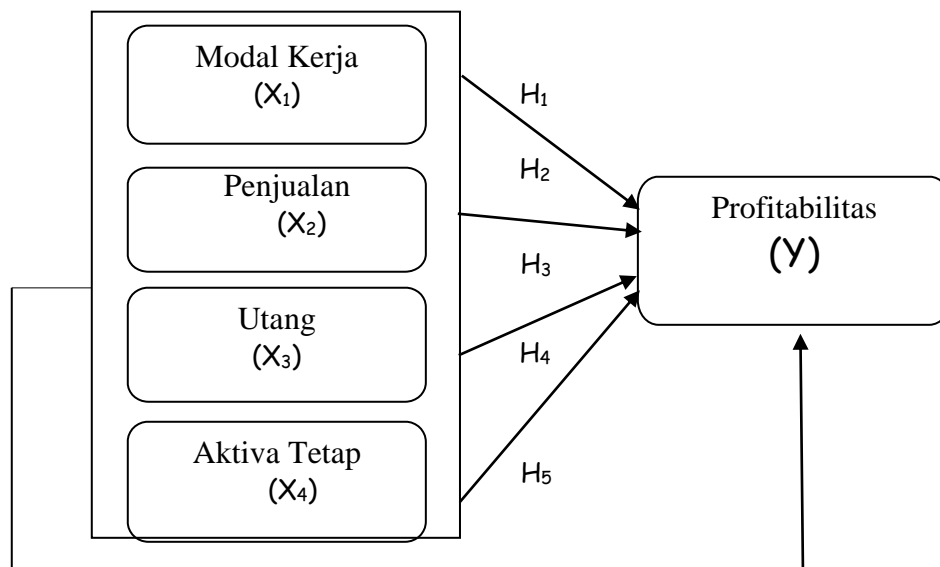 Modal Kerja
(X₁)
Penjualan
(X₂)
Utang
(X₃)
Aktiva Tetap
(X₄)
H₁
H₂
H₃
H₄
H₅
Profitabilitas
(Y)